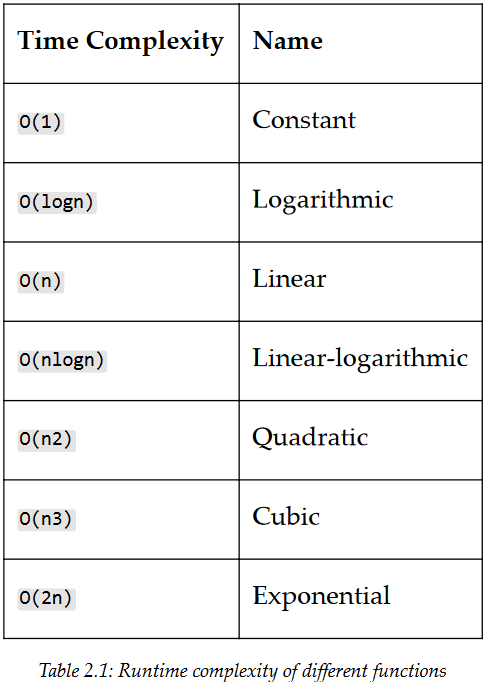 Time Complexity Name
O(1) Constant
O(logn) Logarithmic
O(n) Linear
O(nlogn) Linear-logarithmic
O(n2) Quadratic
O(n3) Cubic
O(2n) Exponential
Table 2.1: Runtime complexity of different functions